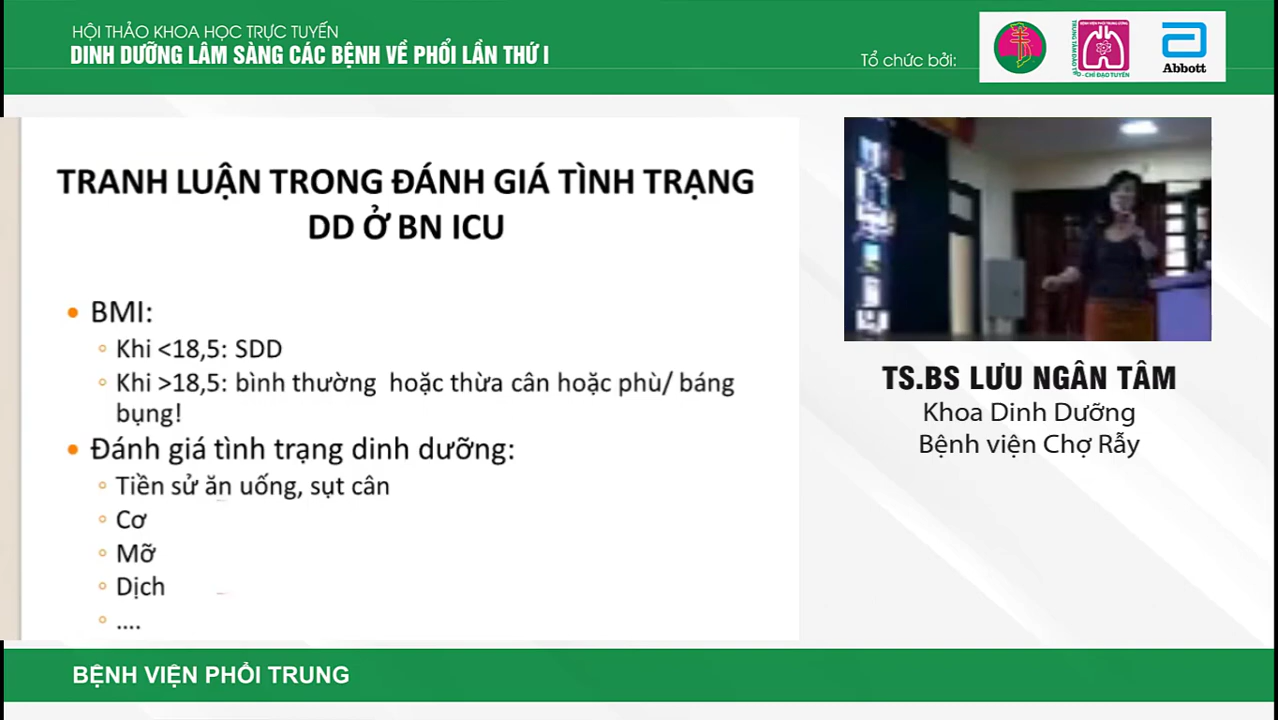 HỘI THẢO KHOA HỌC TRỰC TUYẾN
DINH DƯỠNG LÂM SÀNG CÁC BỆNH VỀ PHỔI LẦN THỨ I
Tổ chức bởi:
Abbott
TRANH LUẬN TRONG ĐÁNH GIÁ TÌNH TRẠNG
DD Ở BN ICU
• BMI:
◦ Khi <18,5: SDD
◦ Khi >18,5: bình thường hoặc thừa cân hoặc phù/ báng
bụng!
• Đánh giá tình trạng dinh dưỡng:
◦ Tiền sử ăn uống, sụt cân
◦ Cơ
◦ Mỡ
◦ Dịch
◦ ....
TS.BS LƯU NGÂN TÂM
Khoa Dinh Dưỡng
Bệnh viện Chợ Rẫy
BỆNH VIỆN PHỔI TRUNG